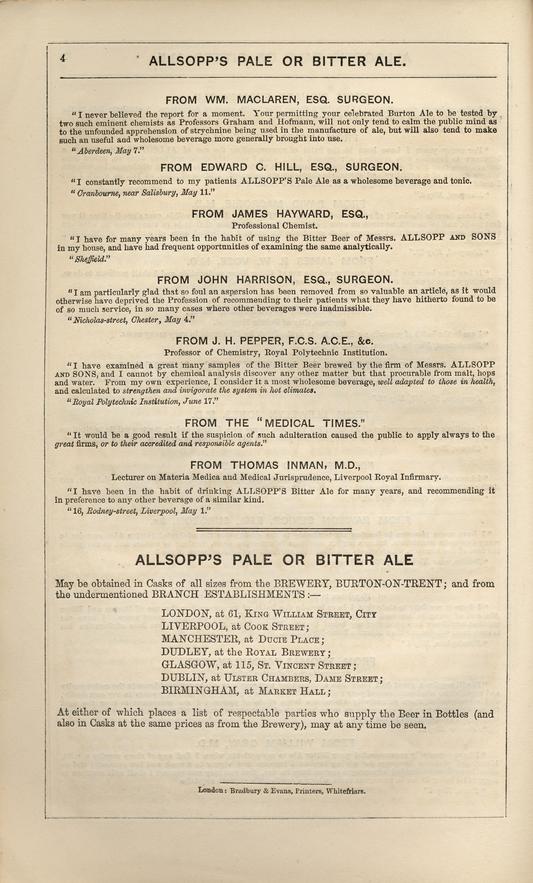 4
ALLSOPP'S PALE OR BITTER ALE.
FROM WM. MACLAREN, ESQ. SURGEON.
"I never believed the report for a moment. Your permitting your celebrated Burton Ale to be tested by
two such eminent chemists as Professors Graham and Hofmann, will not only tend to calm the public mind as
to the unfounded apprehension of strychnine being used in the manufacture of ale, but will also tend to make
such an useful and wholesome beverage more generally brought into use.
"Aberdeen, May 7."
FROM EDWARD C. HILL, ESQ., SURGEON.
"I constantly recommend to my patients ALLSOPP'S Pale Ale as a wholesome beverage and tonic.
"Cranbourne, near Salisbury, May 11."
FROM JAMES HAYWARD, ESQ.,
Professional Chemist.
"I have for many years been in the habit of using the Bitter Beer of Messrs. ALLSOPP AND SONS
in my house, and have had frequent opportunities of examining the same analytically.
"Sheffield."
FROM JOHN HARRISON, ESQ., SURGEON.
"I am particularly glad that so foul an aspersion has been removed from so valuable an article, as it would
otherwise have deprived the Profession of recommending to their patients what they have hitherto found to be
of so much service, in so many cases where other beverages were inadmissible.
"Nicholas-street, Chester, May 4."
FROM J. H. PEPPER, F.C.S. A.C.E., &c.
Professor of Chemistry, Royal Polytechnic Institution.
"I have examined a great many samples of the Bitter Beer brewed by the firm of Messrs. ALLSOPP
AND SONS, and I cannot by chemical analysis discover any other matter but that procurable from malt, hops
and water. From my own experience, I consider it a most wholesome beverage, well adapted to those in health,
and calculated to strengthen and invigorate the system in hot climates.
"Royal Polytechnic Institution, June 17."
FROM THE "MEDICAL TIMES."
"It would be a good result if the suspicion of such adulteration caused the public to apply always to the
great firms, or to their accredited and responsible agents."
FROM THOMAS INMAN, M.D.,
Lecturer on Materia Medica and Medical Jurisprudence, Liverpool Royal Infirmary.
"I have been in the habit of drinking ALLSOPP'S Bitter Ale for many years, and recommending it
in preference to any other beverage of a similar kind.
"16, Rodney-street, Liverpool, May 1."
ALLSOPP'S PALE OR BITTER ALE
May be obtained in Casks of all sizes from the BREWERY, BURTON-ON-TRENT; and from
the undermentioned BRANCH ESTABLISHMENTS:—
LONDON, at 61, KING WILLIAM STREET, CITY
LIVERPOOL, at COOK STREET;
MANCHESTER, at DUCIE PLACE;
DUDLEY, at the ROYAL BREWERY;
GLASGOW, at 115, ST. VINCENT STREET;
DUBLIN, at ULSTER CHAMBERS, DAME STREET;
BIRMINGHAM, at MARKET HALL;
At either of which places a list of respectable parties who supply the Beer in Bottles (and
also in Casks at the same prices as from the Brewery), may at any time be seen.
London: Bradbury & Evans, Printers, Whitefriars.